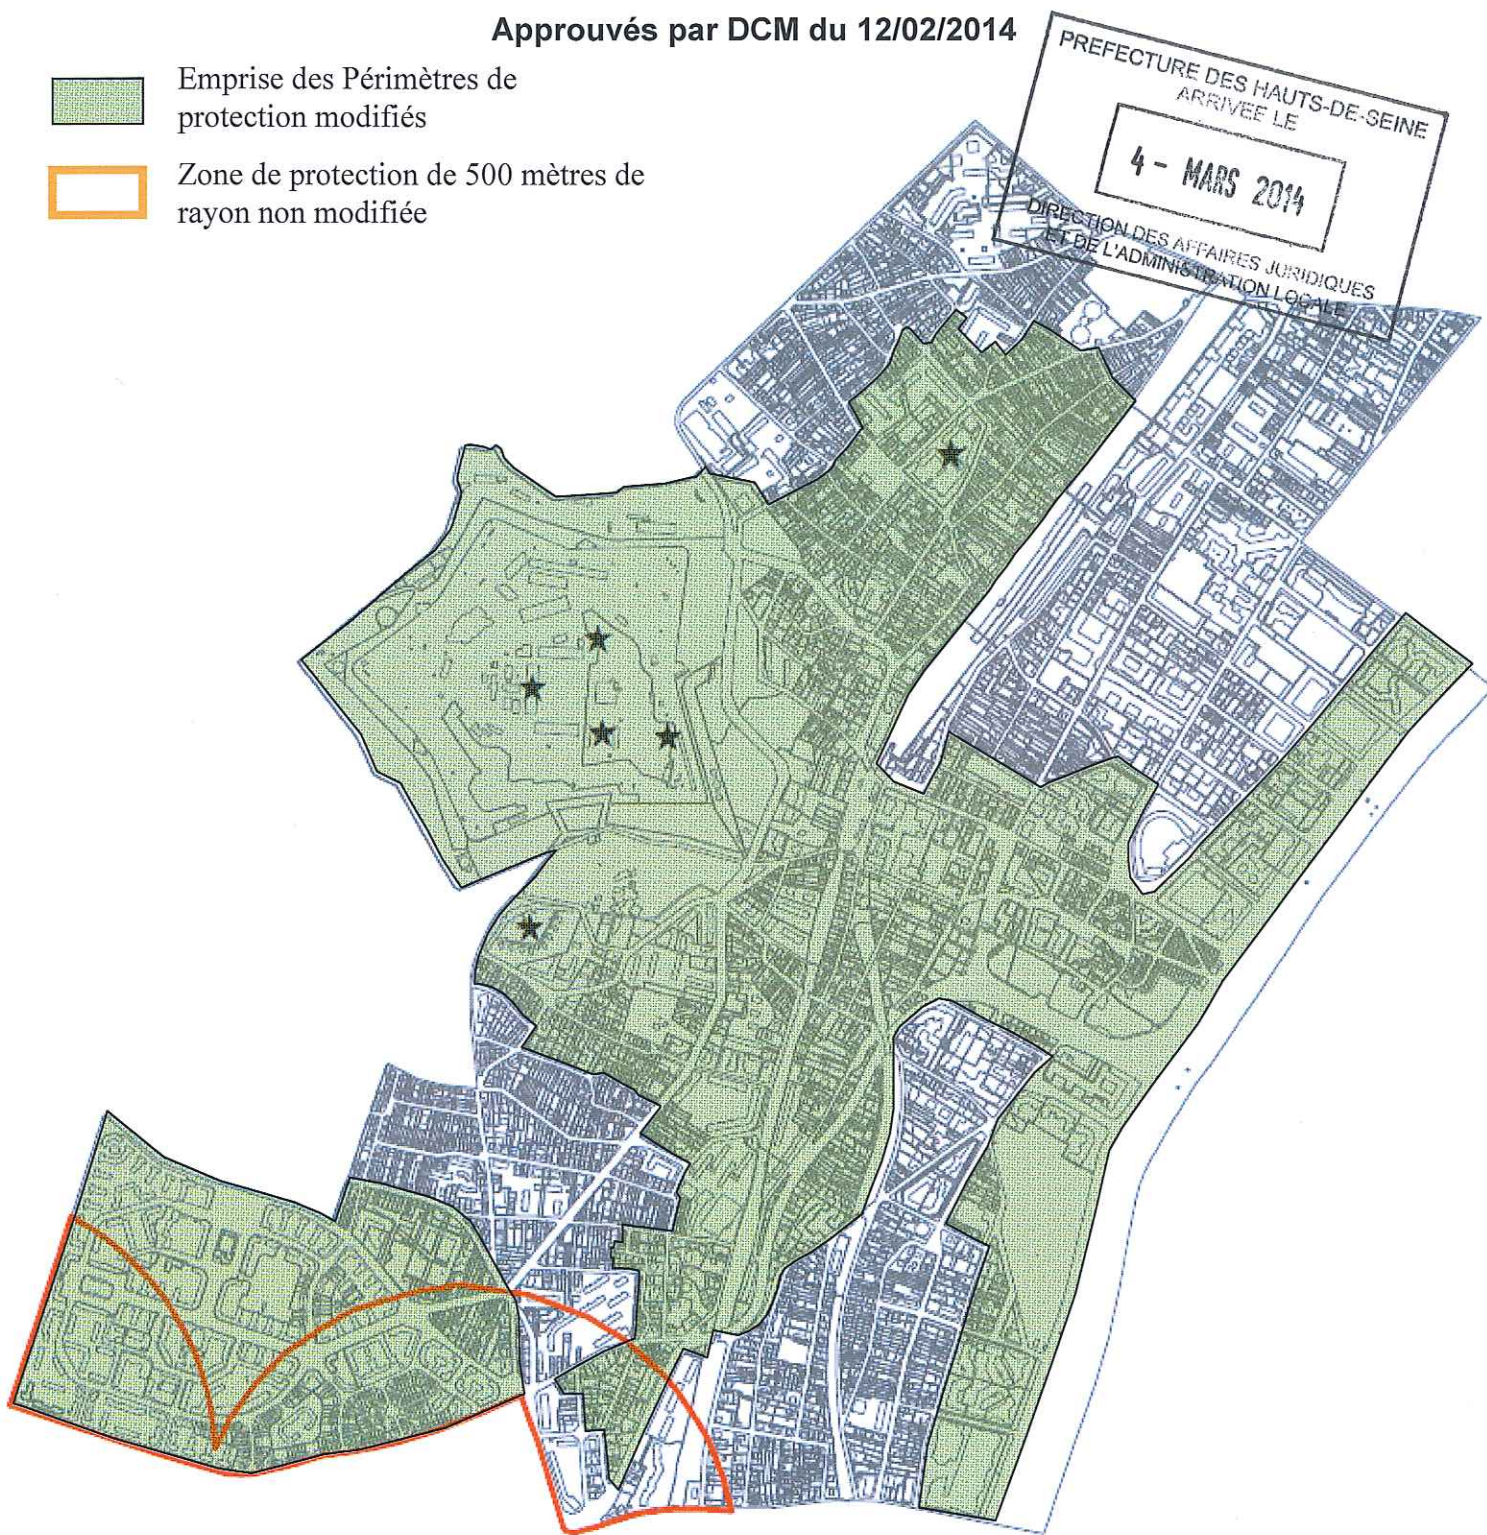 Approuvés par DCM du 12/02/2014
Emprise des Périmètres de
protection modifiés
Zone de protection de 500 mètres de
rayon non modifiée
PREFECTURE DES HAUTS-DE-SEINE
ARRIVEE LE
4 - MARS 2014
DIRECTION DES AFFAIRES JURIDIQUES
ET DE L'ADMINISTRATION LOCALE